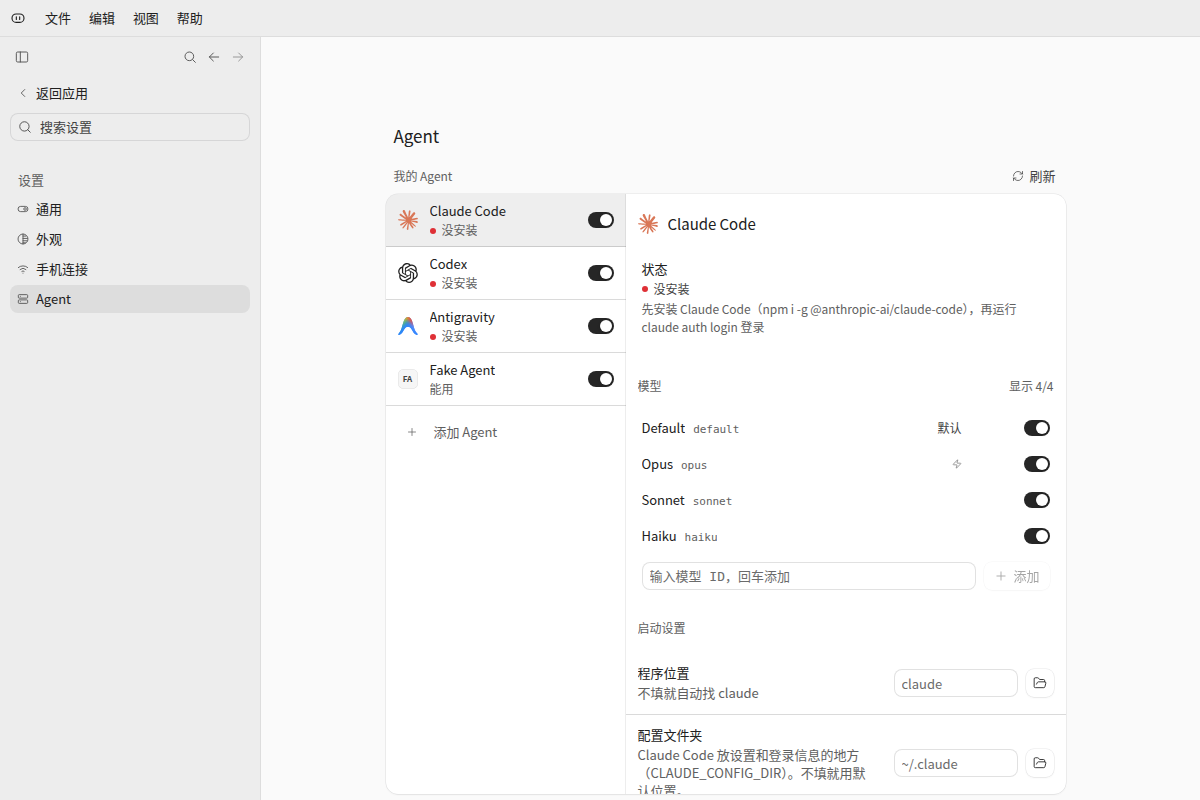 文件 编辑 视图 帮助
返回应用
搜索设置
设置
通用
外观
手机连接
Agent
Agent
我的 Agent
刷新
Claude Code
没安装
Codex
没安装
Antigravity
没安装
FA
Fake Agent
能用
添加 Agent
Claude Code
状态
没安装
先安装 Claude Code（npm i -g @anthropic-ai/claude-code），再运行
claude auth login 登录
模型
显示 4/4
Default default 默认
Opus opus
Sonnet sonnet
Haiku haiku
输入模型 ID，回车添加
添加
启动设置
程序位置
不填就自动找 claude
claude
配置文件夹
Claude Code 放设置和登录信息的地方
（CLAUDE_CONFIG_DIR）。不填就用默
认位置。
~/.claude